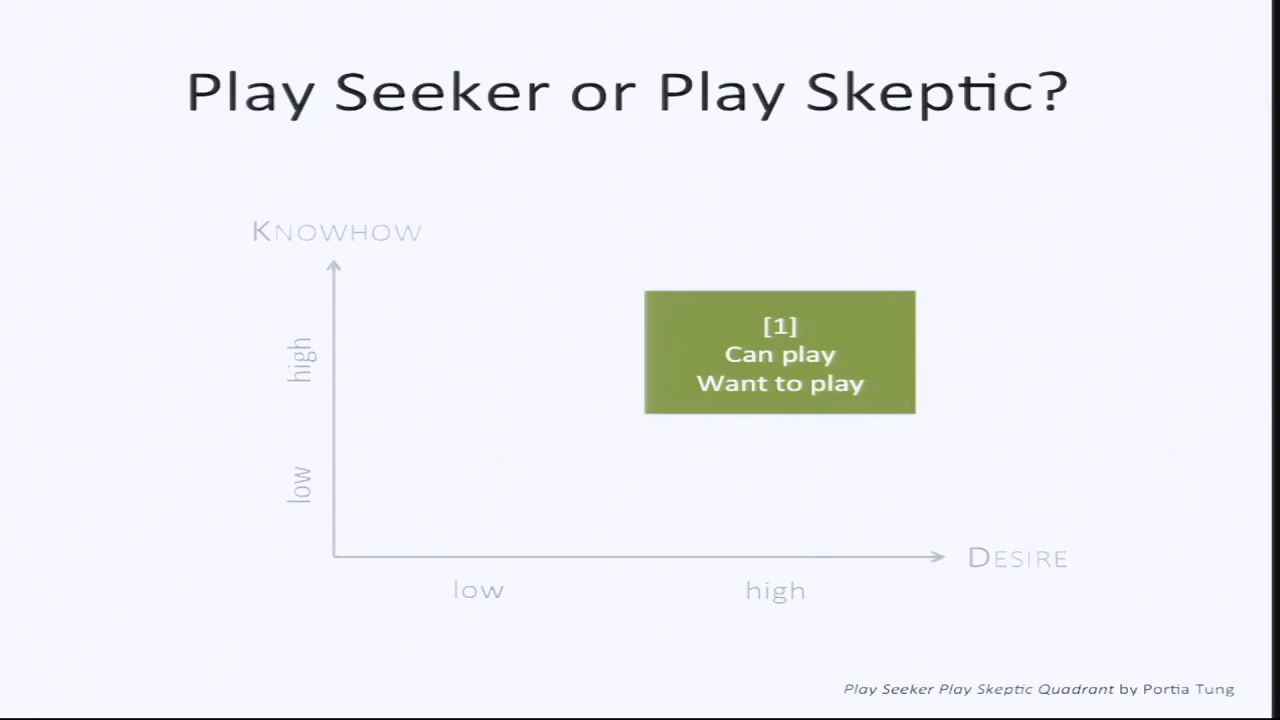 Play Seeker or Play Skeptic?
KNOWHOW
high
[1]
Can play
Want to play
low
DESIRE
low
high
Play Seeker Play Skeptic Quadrant by Portia Tung